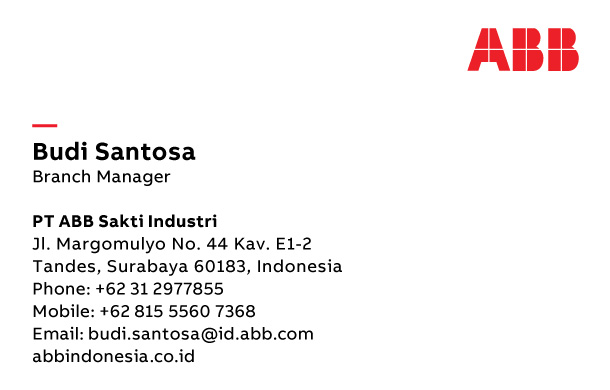 ABB
Budi Santosa
Branch Manager
PT ABB Sakti Industri
Jl. Margomulyo No. 44 Kav. E1-2
Tandes, Surabaya 60183, Indonesia
Phone: +62 31 2977855
Mobile: +62 815 5560 7368
Email: budi.santosa@id.abb.com
abbindonesia.co.id